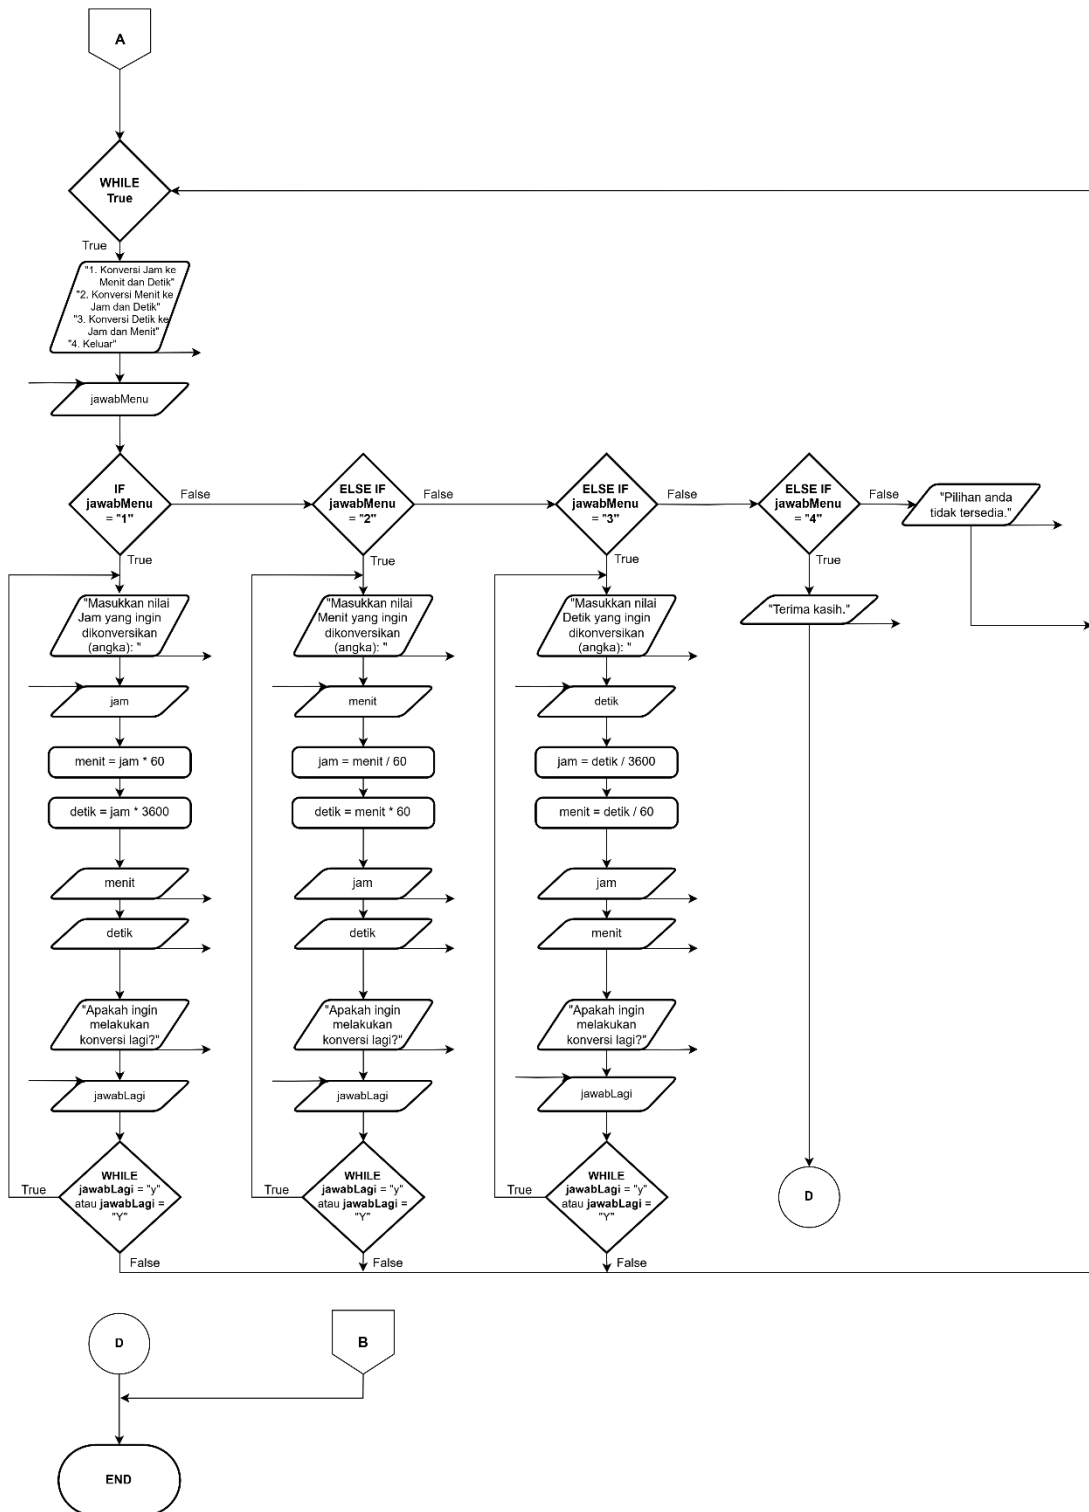 A
WHILE
True
True
"1. Konversi Jam ke
Menit dan Detik"
"2. Konversi Menit ke
Jam dan Detik"
"3. Konversi Detik ke
Jam dan Menit"
"4. Keluar"
jawabMenu
IF
jawabMenu
= "1"
False
ELSE IF
jawabMenu
= "2"
False
ELSE IF
jawabMenu
= "3"
False
ELSE IF
jawabMenu
= "4"
False
"Pilihan anda
tidak tersedia."
True
True
True
True
"Masukkan nilai
Jam yang ingin
dikonversikan
(angka): "
"Masukkan nilai
Menit yang ingin
dikonversikan
(angka): "
"Masukkan nilai
Detik yang ingin
dikonversikan
(angka): "
"Terima kasih."
jam
menit
detik
menit = jam * 60
jam = menit / 60
jam = detik / 3600
detik = jam * 3600
detik = menit * 60
menit = detik / 60
menit
jam
jam
detik
detik
menit
"Apakah ingin
melakukan
konversi lagi?"
"Apakah ingin
melakukan
konversi lagi?"
"Apakah ingin
melakukan
konversi lagi?"
jawabLagi
jawabLagi
jawabLagi
True
WHILE
jawabLagi = "y"
atau jawabLagi =
"Y"
True
WHILE
jawabLagi = "y"
atau jawabLagi =
"Y"
True
WHILE
jawabLagi = "y"
atau jawabLagi =
"Y"
D
False
False
False
D
B
END